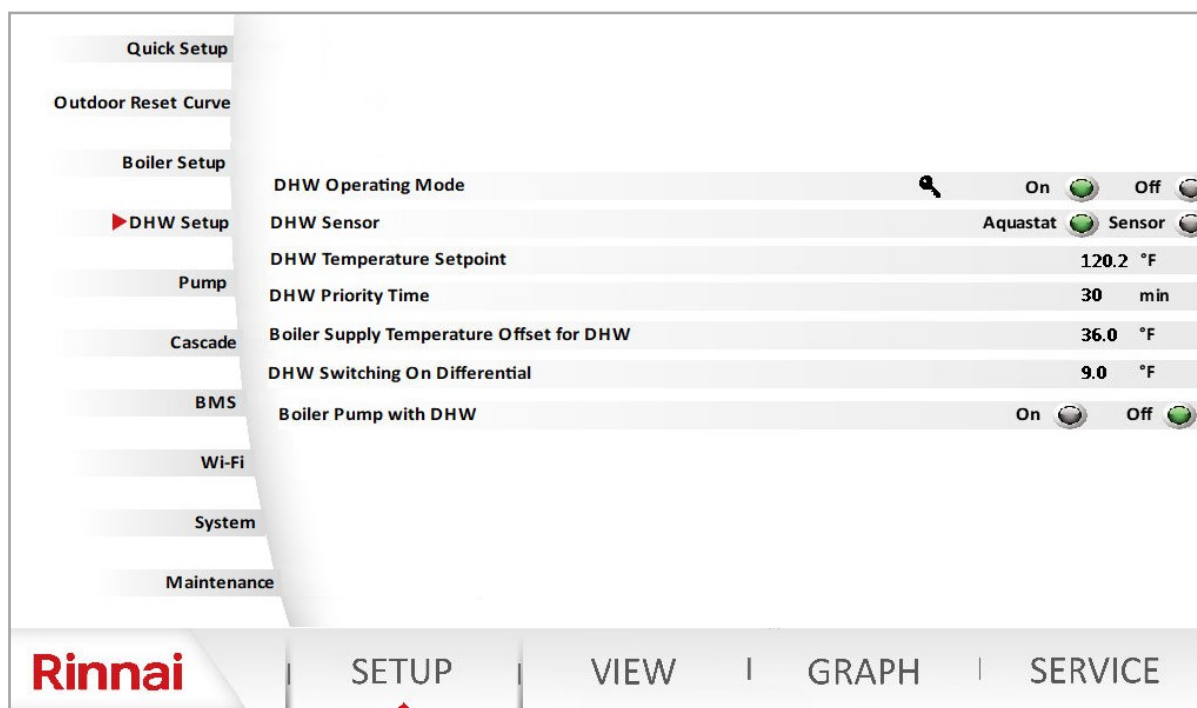 Quick Setup
Outdoor Reset Curve
Boiler Setup
DHW Setup
Pump
Cascade
BMS
Wi-Fi
System
Maintenance
DHW Operating Mode On Off
DHW Sensor Aquastat Sensor
DHW Temperature Setpoint 120.2 °F
DHW Priority Time 30 min
Boiler Supply Temperature Offset for DHW 36.0 °F
DHW Switching On Differential 9.0 °F
Boiler Pump with DHW On Off
Rinnai SETUP VIEW GRAPH SERVICE